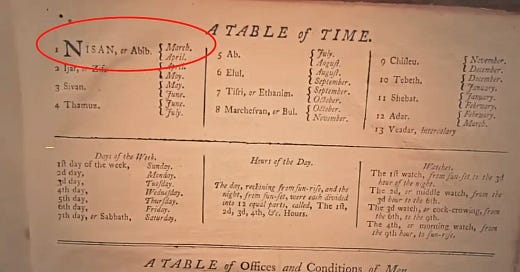 A TABLE of TIME.
1 NISAN, or Abib. { March.
{ April.
2 Ijar, or Zif. { April.
{ May.
3 Sivan. { May.
{ June.
4 Thamuz. { June.
{ July.
5 Ab. { July.
{ August.
6 Elul. { August.
{ September.
7 Tiſri, or Ethanim. { September.
{ October.
8 Marcheſvan, or Bul. { October.
{ November.
9 Chiſleu. { November.
{ December.
10 Tebeth. { December.
{ January.
11 Shebat. { January.
{ February.
12 Adar. { February.
{ March.
13 Veadar, Intercalary
Days of the Week.
1ſt day of the week, Sunday.
2d day, Monday.
3d day, Tueſday.
4th day, Wedneſday.
5th day, Thurſday.
6th day, Friday.
7th day, or Sabbath, Saturday.
Hours of the Day.
The day, reckining from ſun-riſe, and the
night, from ſun-ſet, were each divided
into 12 equal parts, called, The 1ſt,
2d, 3d, 4th, &c. Hours.
Watches.
The 1ſt watch, from ſun-ſet to the 3d
hour of the night.
The 2d, or middle watch, from the
3d hour to the 6th.
The 3d watch, or cock-crowing, from
the 6th, to the 9th.
The 4th, or morning watch, from
the 9th hour, to ſun-riſe.
A TABLE of Offices and Conditions of Men.